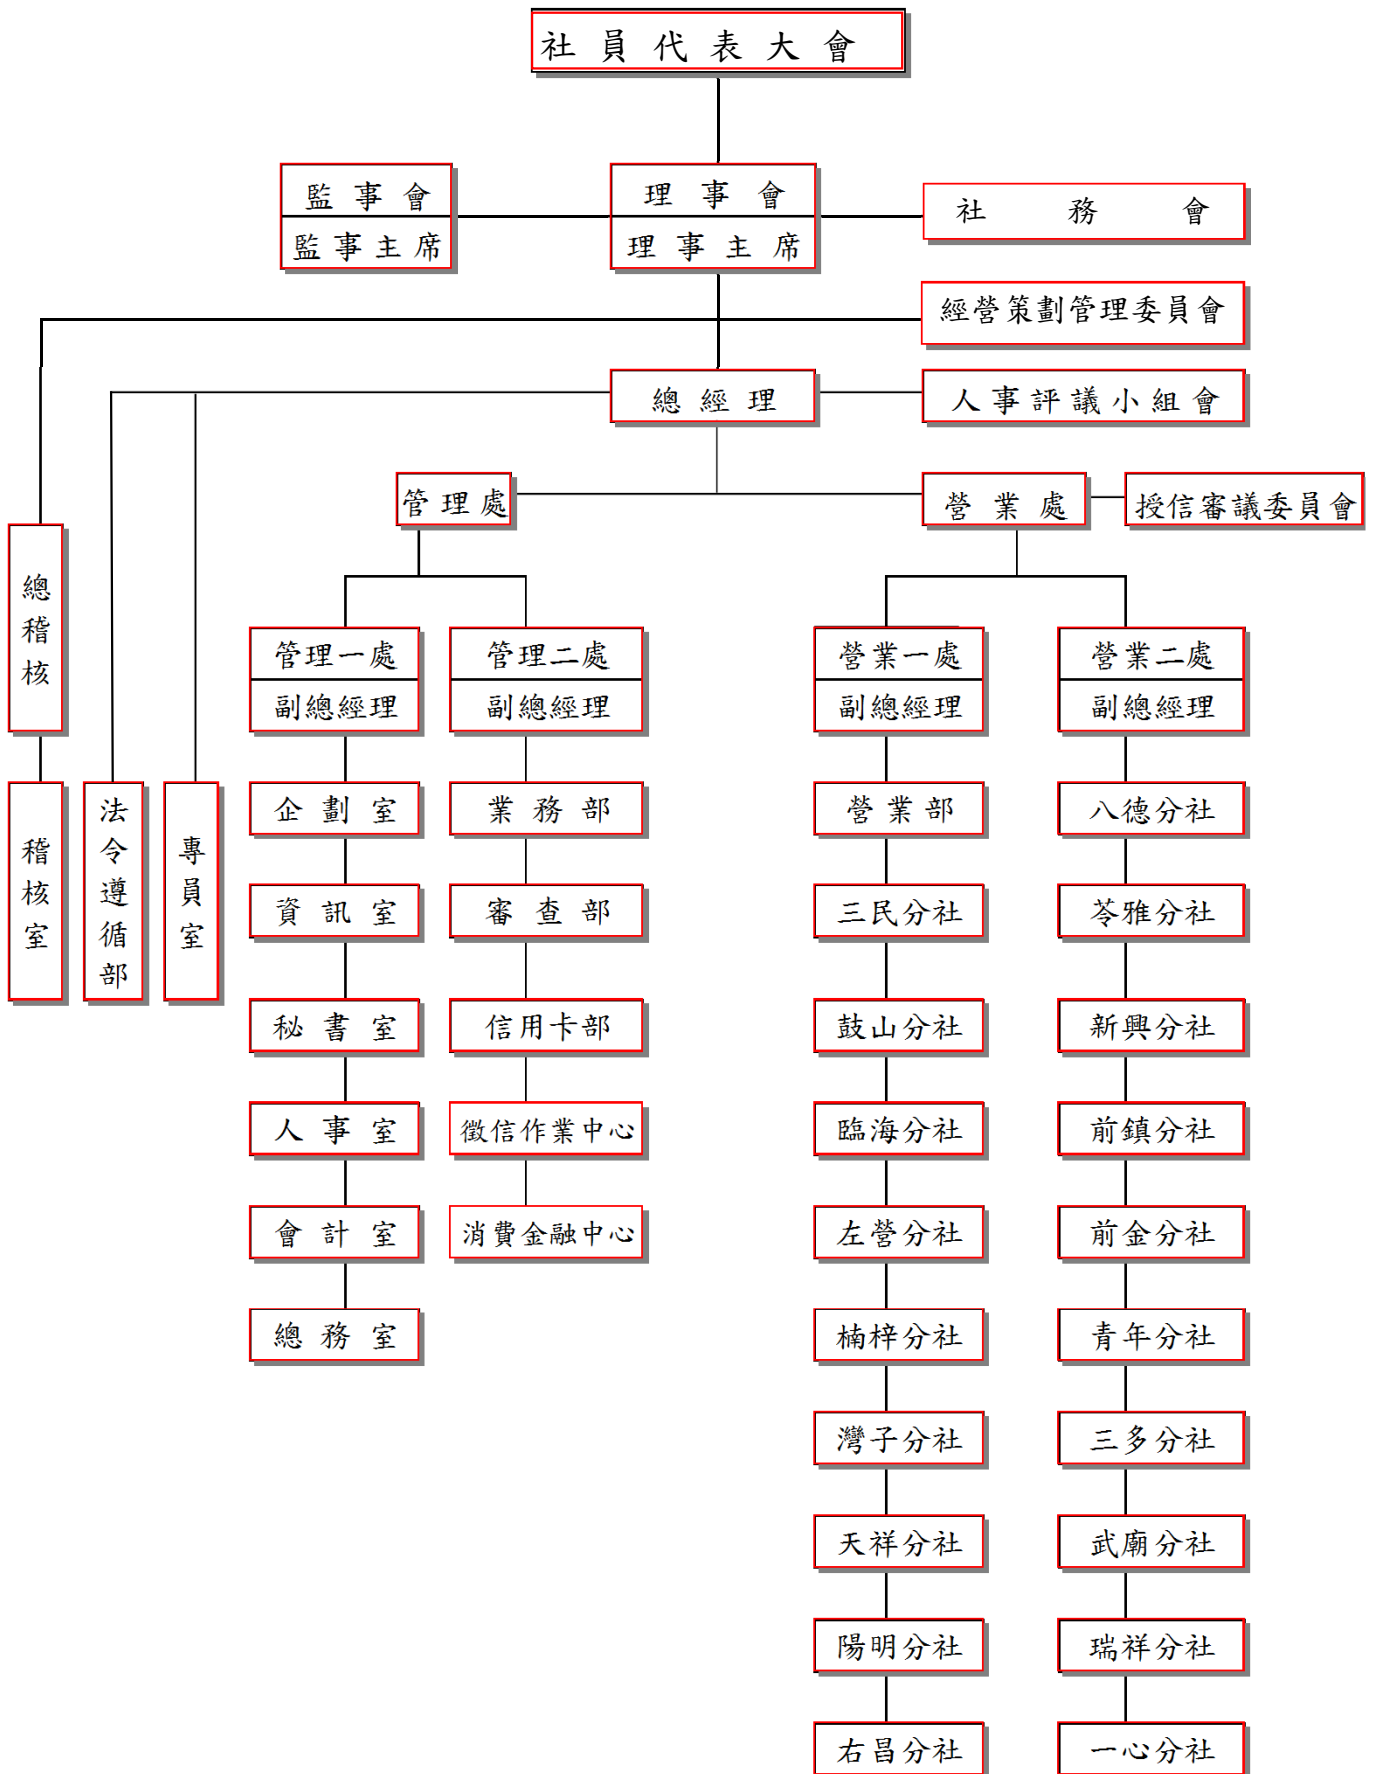 社員代表大會
監事會
監事主席
理事會
理事主席
社務會
經營策劃管理委員會
總經理
人事評議小組會
管理處
營業處
授信審議委員會
總稽核
稽核室
法令遵循部
專員室
管理一處
副總經理
企劃室
資訊室
秘書室
人事室
會計室
總務室
管理二處
副總經理
業務部
審查部
信用卡部
徵信作業中心
消費金融中心
營業一處
副總經理
營業部
三民分社
鼓山分社
臨海分社
左營分社
楠梓分社
灣子分社
天祥分社
陽明分社
右昌分社
營業二處
副總經理
八德分社
苓雅分社
新興分社
前鎮分社
前金分社
青年分社
三多分社
武廟分社
瑞祥分社
一心分社